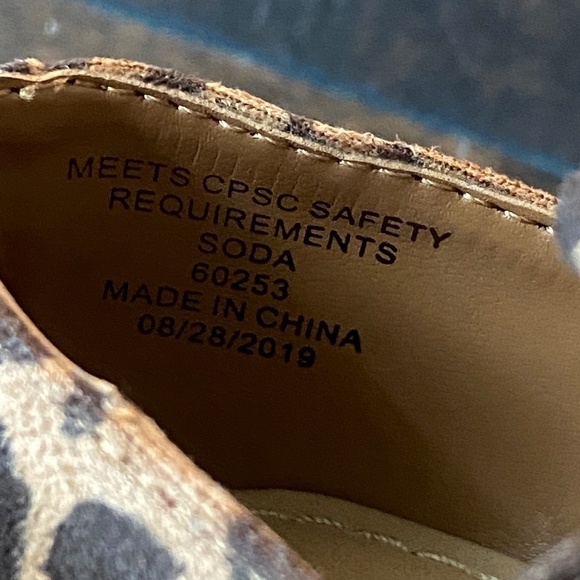 MEETS CPSC SAFETY
REQUIREMENTS
SODA
60253
MADE IN CHINA
08/28/2019